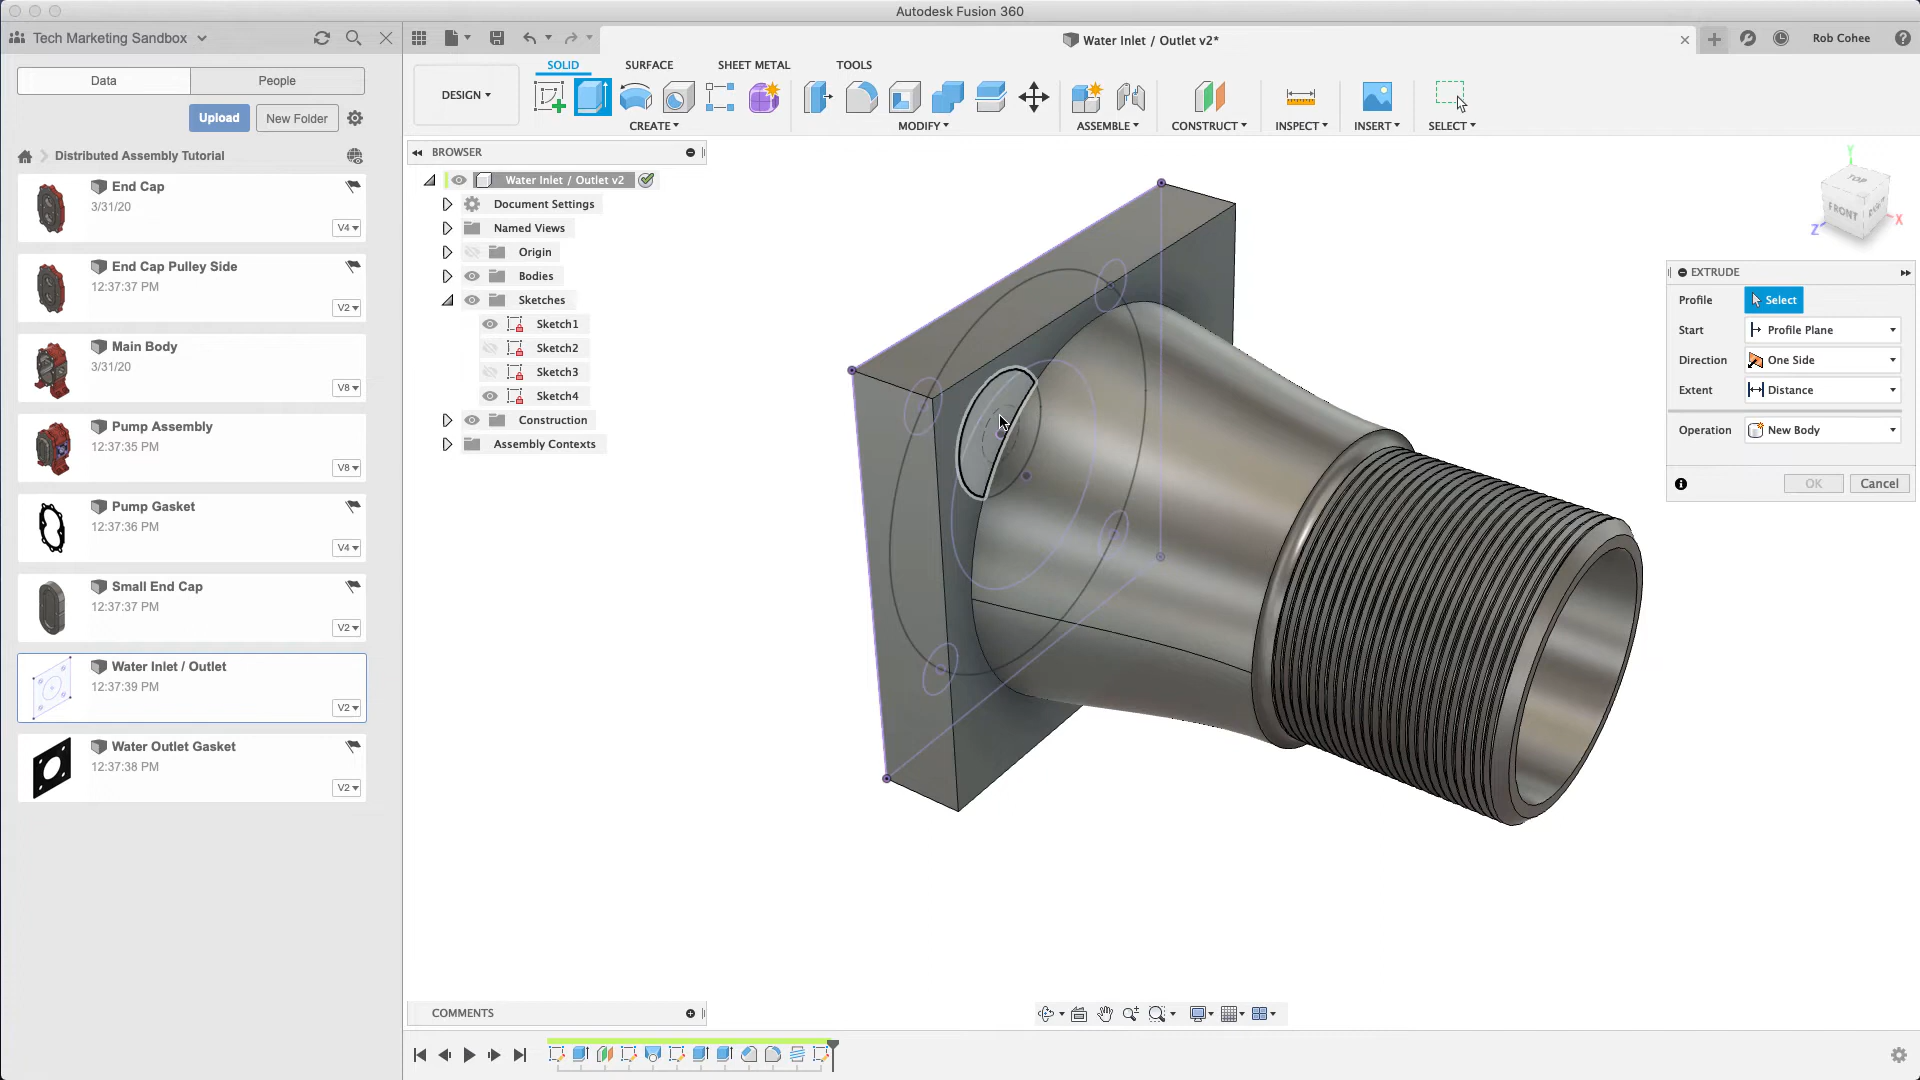 Autodesk Fusion 360
Tech Marketing Sandbox
Water Inlet / Outlet v2*
Rob Cohee
Data
People
Upload
New Folder
Distributed Assembly Tutorial
End Cap
3/31/20
V4
End Cap Pulley Side
12:37:37 PM
V2
Main Body
3/31/20
V8
Pump Assembly
12:37:35 PM
V8
Pump Gasket
12:37:36 PM
V4
Small End Cap
12:37:37 PM
V2
Water Inlet / Outlet
12:37:39 PM
V2
Water Outlet Gasket
12:37:38 PM
V2
DESIGN
SOLID
SURFACE
SHEET METAL
TOOLS
CREATE
MODIFY
ASSEMBLE
CONSTRUCT
INSPECT
INSERT
SELECT
BROWSER
Water Inlet / Outlet v2
Document Settings
Named Views
Origin
Bodies
Sketches
Sketch1
Sketch2
Sketch3
Sketch4
Construction
Assembly Contexts
Y
TOP
FRONT
X
Z
EXTRUDE
Profile Select
Start Profile Plane
Direction One Side
Extent Distance
Operation New Body
OK Cancel
COMMENTS